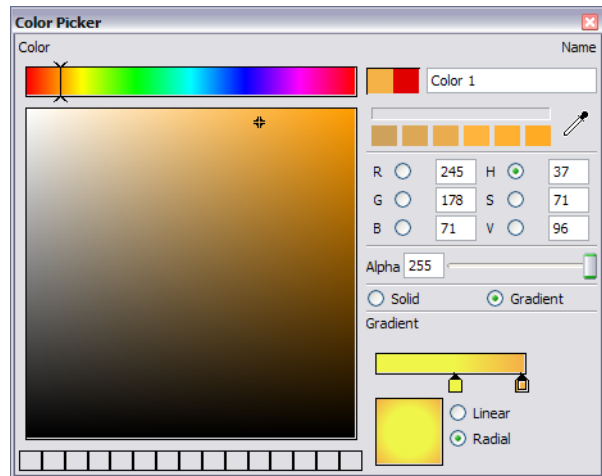 Color Picker
Color
Name
Color 1
R 245 H 37
G 178 S 71
B 71 V 96
Alpha 255
Solid Gradient
Gradient
Linear
Radial